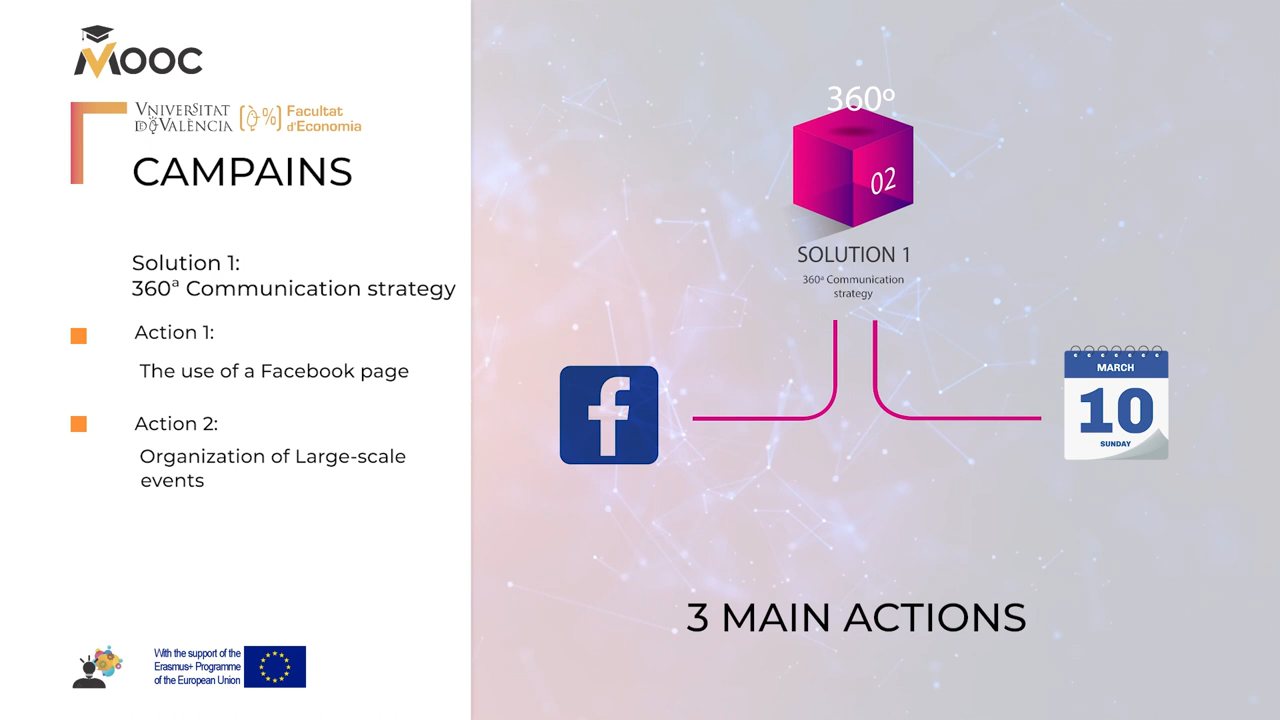 MOOC
VNIVERSITAT
DE VALÈNCIA
Facultat
d'Economia
CAMPAINS
Solution 1:
360ª Communication strategy
Action 1:
The use of a Facebook page
Action 2:
Organization of Large-scale
events
With the support of the
Erasmus+ Programme
of the European Union
360º
02
SOLUTION 1
360ª Communication
strategy
f
MARCH
10
SUNDAY
3 MAIN ACTIONS